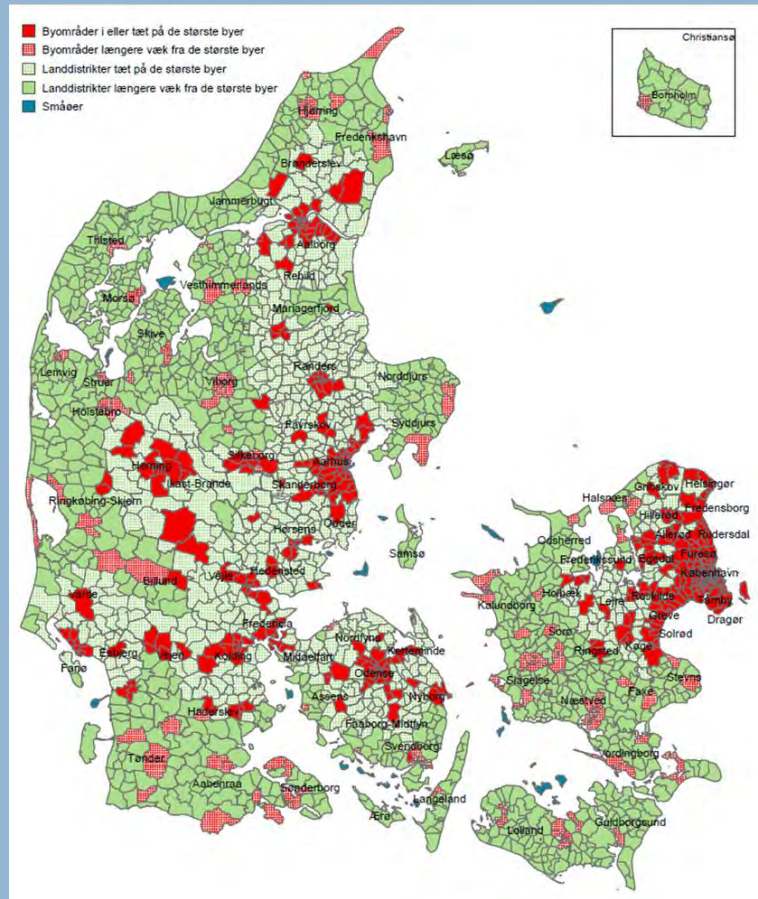 Byområder i eller tæt på de største byer
Byområder længere væk fra de største byer
Landdistrikter tæt på de største byer
Landdistrikter længere væk fra de største byer
Småøer
Christiansø
Bornholm
Hjørring
Frederikshavn
Læsø
Brønderslev
Jammerbugt
Thisted
Aalborg
Rebild
Vesthimmerlands
Morsø
Mariagerfjord
Skive
Lemvig
Struer
Randers
Norddjurs
Viborg
Holstebro
Favrskov
Syddjurs
Silkeborg
Aarhus
Herning
Ikast-Brande
Skanderborg
Gribskov
Helsingør
Ringkøbing-Skjern
Halsnæs
Fredensborg
Odder
Hillerød
Horsens
Odsherred
Allerød
Rudersdal
Samsø
Frederikssund
Egedal
Furesø
Hedensted
København
Billund
Vejle
Holbæk
Roskilde
Tårnby
Varde
Kalundborg
Lejre
Greve
Dragør
Fredericia
Nordfyns
Sorø
Solrød
Esbjerg
Vejen
Kolding
Middelfart
Kerteminde
Ringsted
Køge
Fanø
Odense
Slagelse
Stevns
Assens
Nyborg
Faxe
Haderslev
Næstved
Faaborg-Midtfyn
Svendborg
Vordingborg
Tønder
Aabenraa
Sønderborg
Langeland
Ærø
Lolland
Guldborgsund